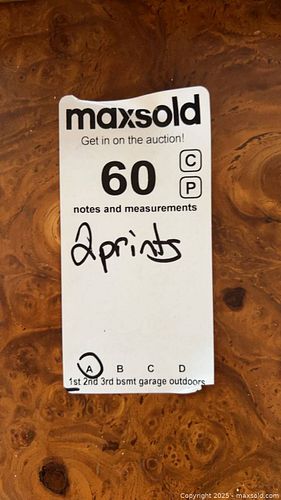 maxsold
Get in on the auction!
60
C
P
notes and measurements
2prints
A B C D
1st 2nd 3rd bsmt garage outdoors
Copyright © 2025 - maxsold.com